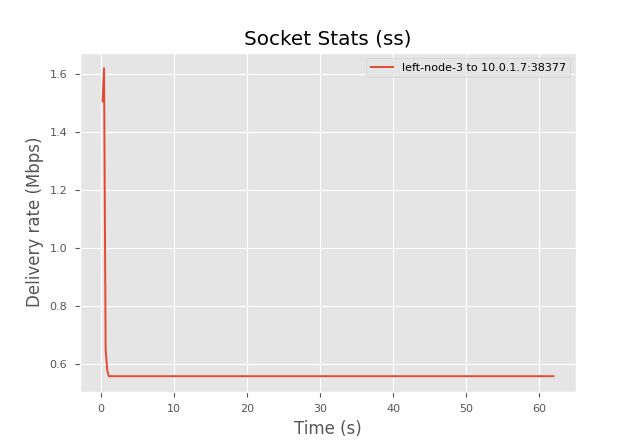 Socket Stats (ss)
left-node-3 to 10.0.1.7:38377
Delivery rate (Mbps)
1.6
1.4
1.2
1.0
0.8
0.6
0 10 20 30 40 50 60
Time (s)